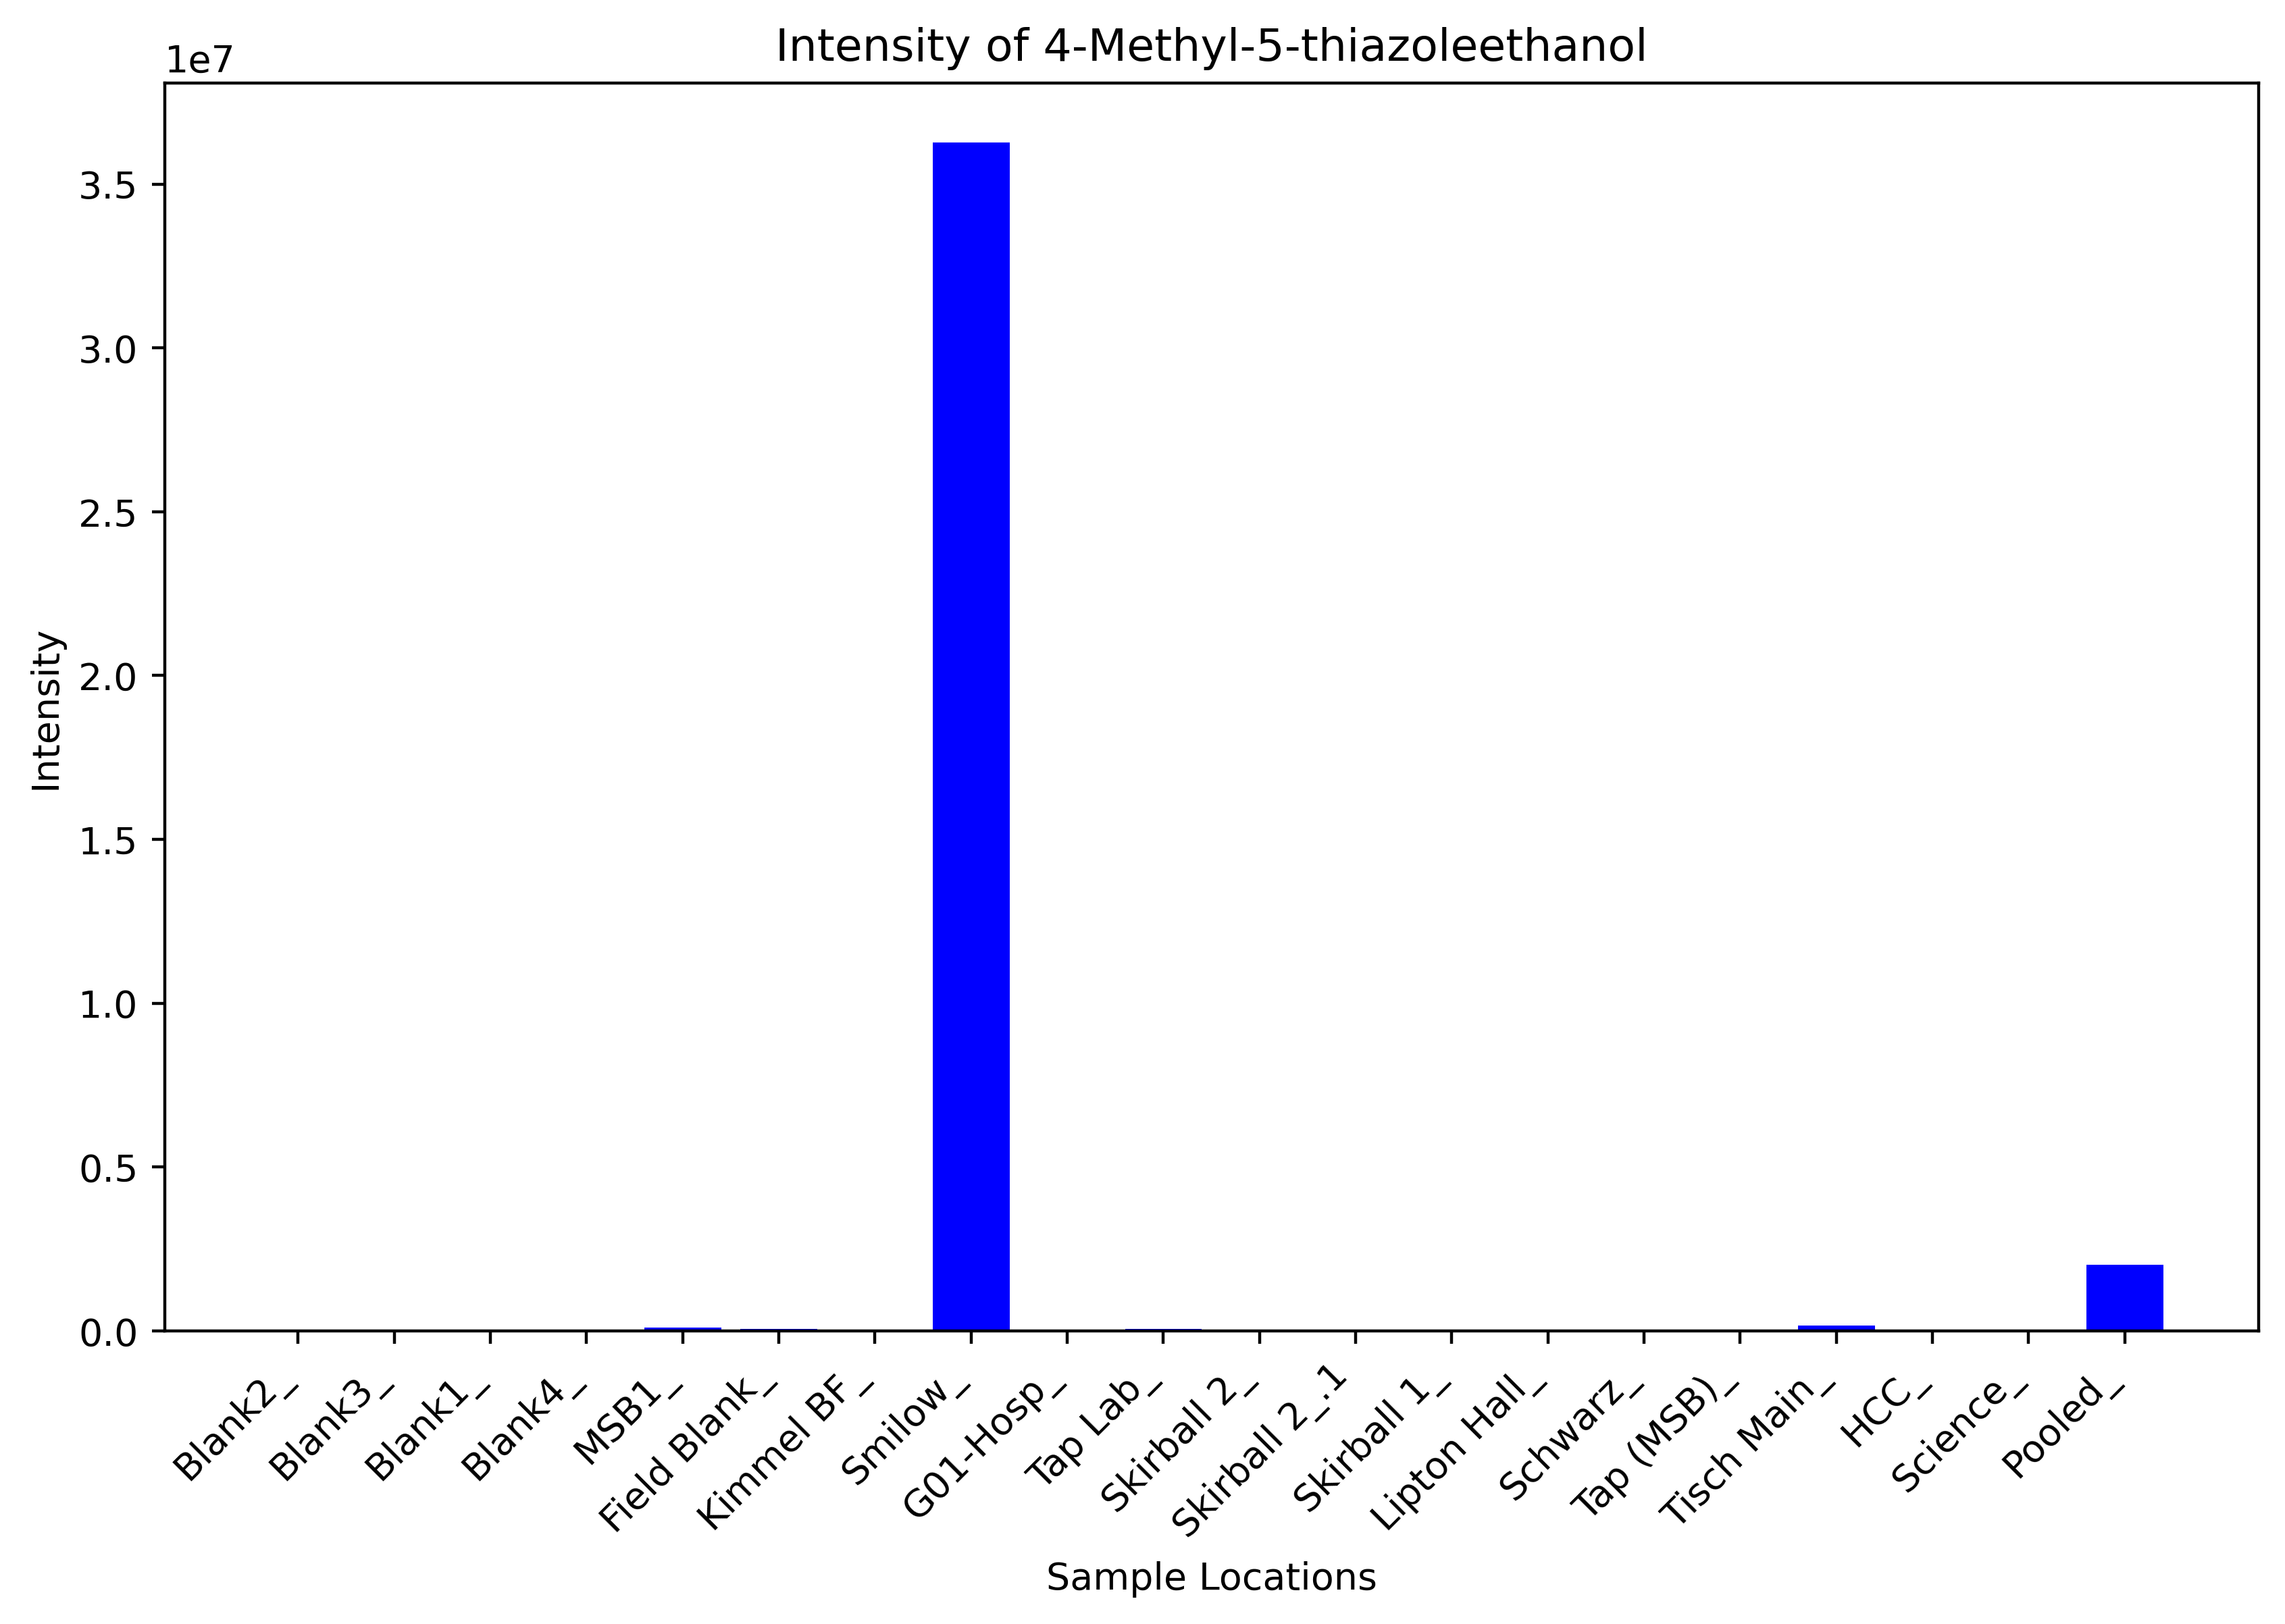 Intensity of 4-Methyl-5-thiazoleethanol
1e7
3.5
3.0
2.5
2.0
1.5
1.0
0.5
0.0
Intensity
Blank2_
Blank3_
Blank1_
Blank4_
MSB1_
Field Blank_
Kimmel BF_
Smilow_
G01-Hosp_
Tap Lab_
Skirball 2_
Skirball 2_.1
Skirball 1_
Lipton Hall_
Schwarz_
Tap (MSB)_
Tisch Main_
HCC_
Science_
Pooled_
Sample Locations